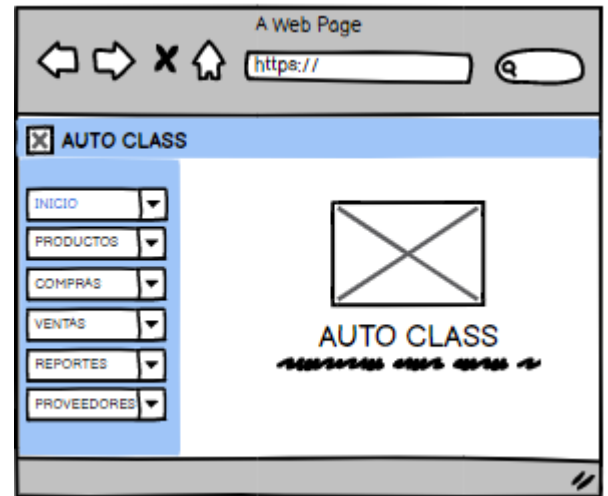 A Web Page
https://
AUTO CLASS
INICIO
PRODUCTOS
COMPRAS
VENTAS
REPORTES
PROVEEDORES
AUTO CLASS